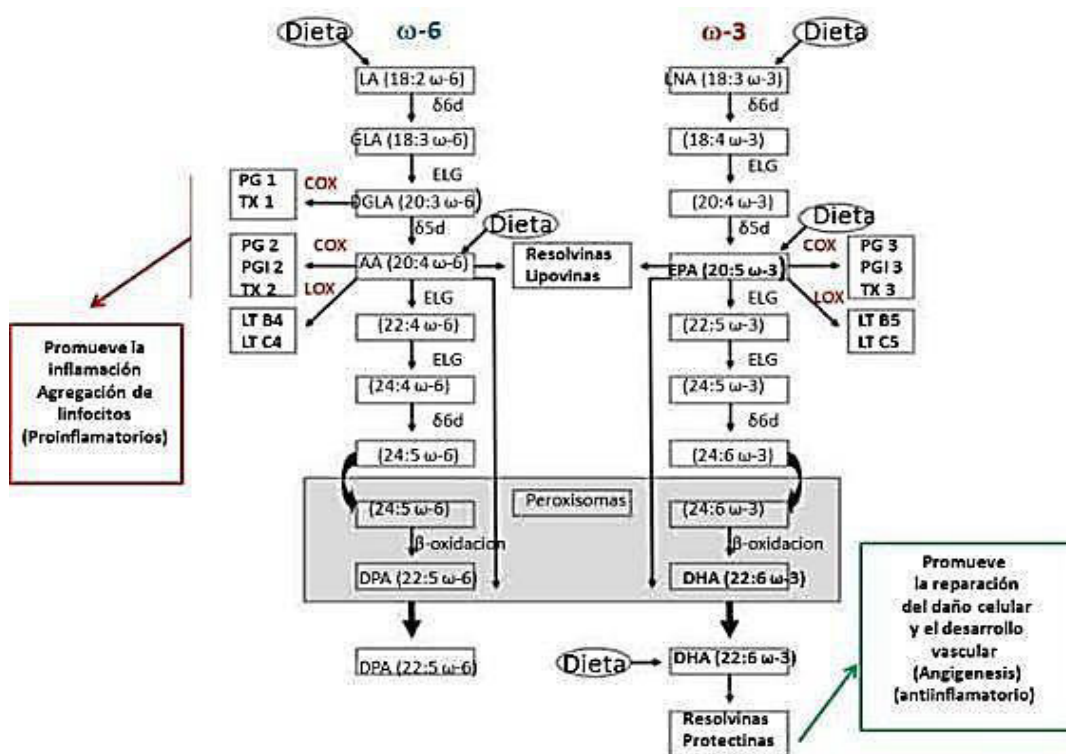 Dieta
ω-6
ω-3
Dieta
LA (18:2 ω-6)
LNA (18:3 ω-3)
δ6d
δ6d
GLA (18:3 ω-6)
(18:4 ω-3)
ELG
ELG
PG 1
TX 1
COX
DGLA (20:3 ω-6)
(20:4 ω-3)
δ5d
Dieta
δ5d
Dieta
PG 2
PGI 2
TX 2
COX
LOX
AA (20:4 ω-6)
Resolvinas
Lipovinas
EPA (20:5 ω-3)
COX
LOX
PG 3
PGI 3
TX 3
ELG
ELG
LT B4
LT C4
(22:4 ω-6)
(22:5 ω-3)
LT B5
LT C5
ELG
ELG
Promueve la
inflamación
Agregación de
linfocitos
(Proinflamatorios)
(24:4 ω-6)
(24:5 ω-3)
δ6d
δ6d
(24:5 ω-6)
(24:6 ω-3)
Peroxisomas
(24:5 ω-6)
(24:6 ω-3)
β-oxidacion
β-oxidacion
DPA (22:5 ω-6)
DHA (22:6 ω-3)
Promueve
la reparación
del daño celular
y el desarrollo
vascular
(Angigenesis)
(antiinflamatorio)
DPA (22:5 ω-6)
Dieta
DHA (22:6 ω-3)
Resolvinas
Protectinas